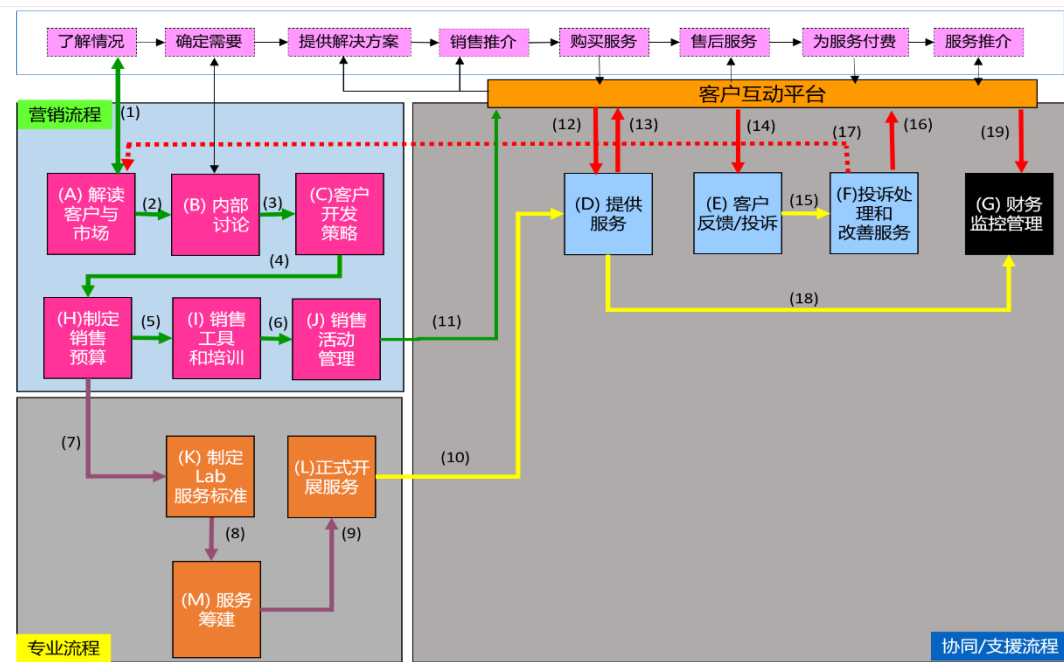 了解情况
确定需要
提供解决方案
销售推介
购买服务
售后服务
为服务付费
服务推介
客户互动平台
营销流程
(1)
(12)
(13)
(14)
(17)
(16)
(19)
(A) 解读
客户与
市场
(2)
(B) 内部
讨论
(3)
(C)客户
开发
策略
(D) 提供
服务
(E) 客户
反馈/投诉
(15)
(F)投诉处
理和
改善服务
(G) 财务
监控管理
(4)
(18)
(H)制定
销售
预算
(5)
(I) 销售
工具
和培训
(6)
(J) 销售
活动
管理
(11)
(7)
(K) 制定
Lab
服务标准
(L)正式开
展服务
(10)
(8)
(9)
(M) 服务
筹建
专业流程
协同/支援流程